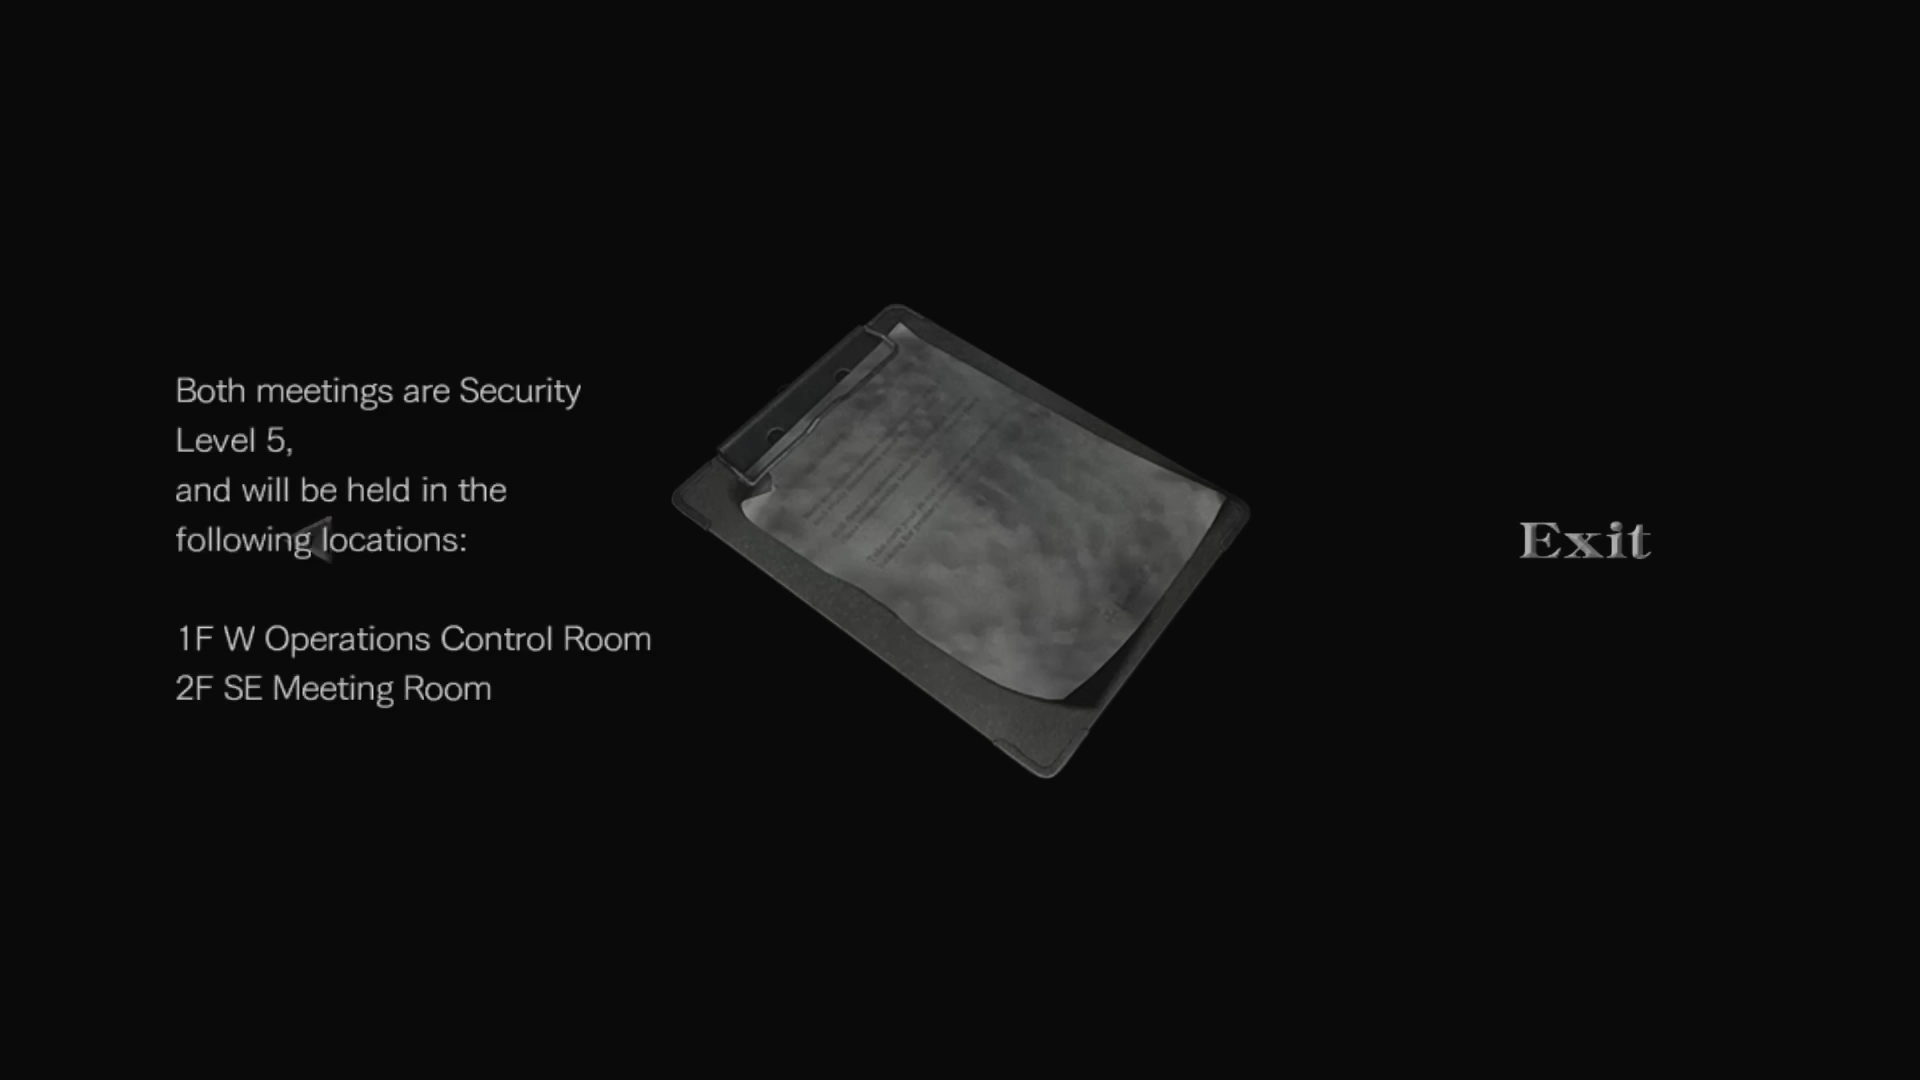 Both meetings are Security
Level 5,
and will be held in the
following locations:
1F W Operations Control Room
2F SE Meeting Room
Exit